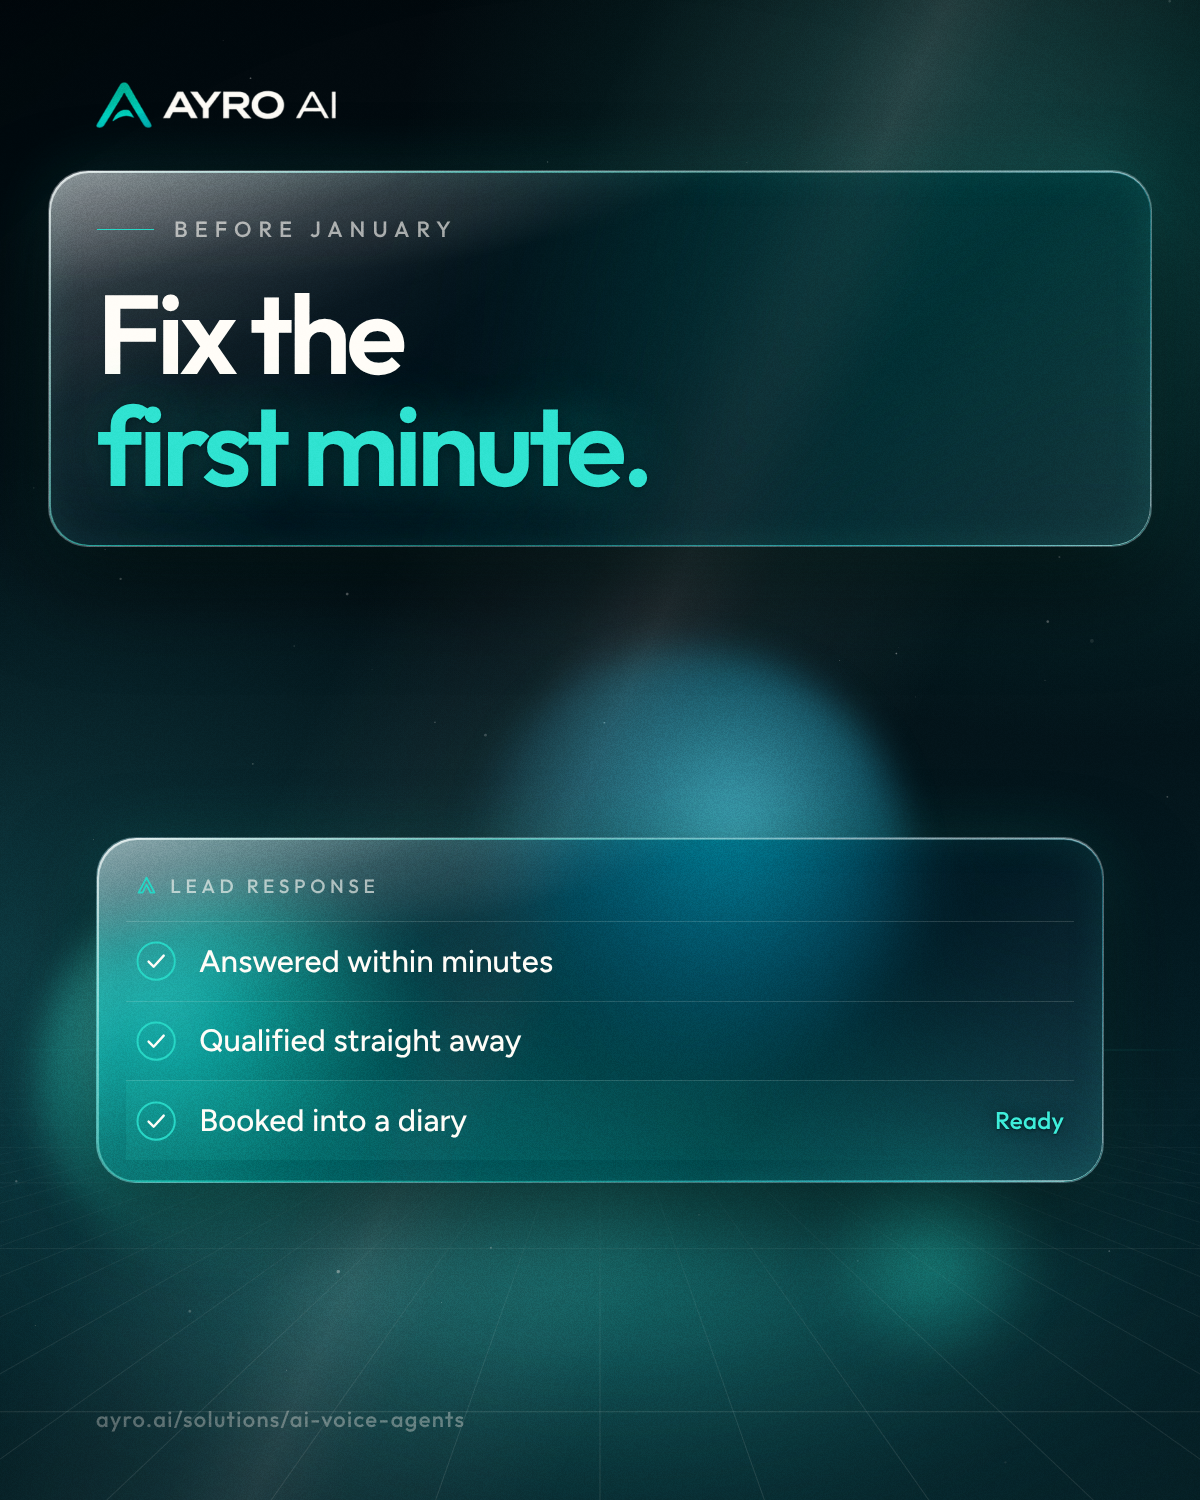 AYRO AI
BEFORE JANUARY
Fix the
first minute.
LEAD RESPONSE
Answered within minutes
Qualified straight away
Booked into a diary
Ready
ayro.ai/solutions/ai-voice-agents